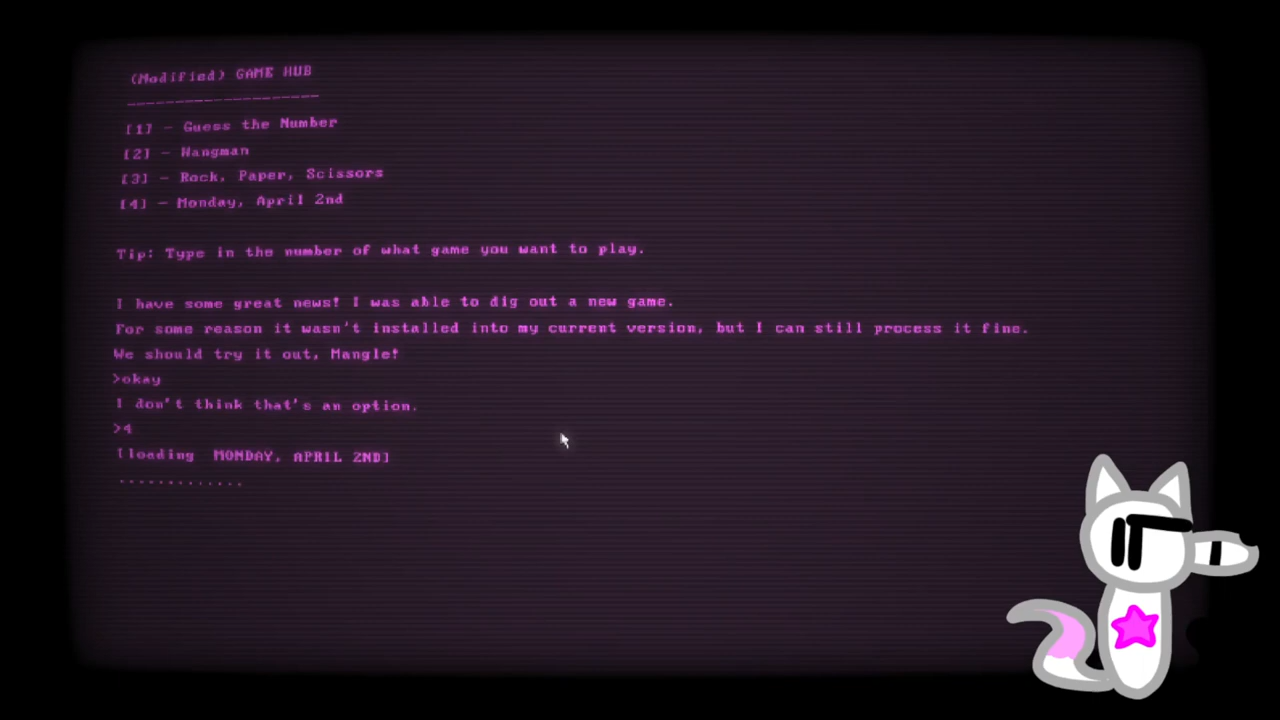 (Modified) GAME HUB
--------------------
[1] - Guess the Number
[2] - Hangman
[3] - Rock, Paper, Scissors
[4] - Monday, April 2nd
Tip: Type in the number of what game you want to play.
I have some great news! I was able to dig out a new game.
For some reason it wasn't installed into my current version, but I can still process it fine.
We should try it out, Mangle!
>okay
I don't think that's an option.
>4
[loading  MONDAY, APRIL 2ND]
.............